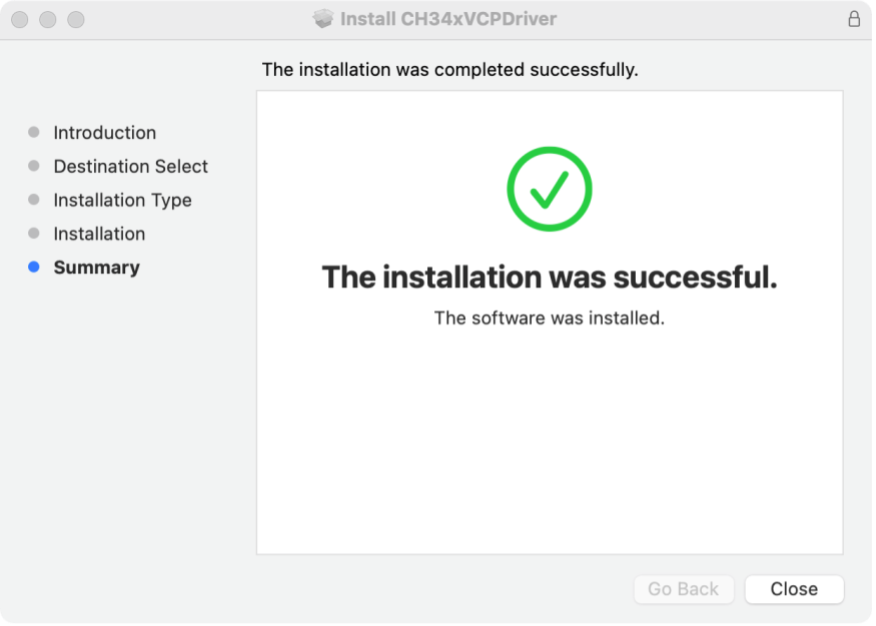 Install CH34xVCPDriver
The installation was completed successfully.
Introduction
Destination Select
Installation Type
Installation
Summary
The installation was successful.
The software was installed.
Go Back
Close